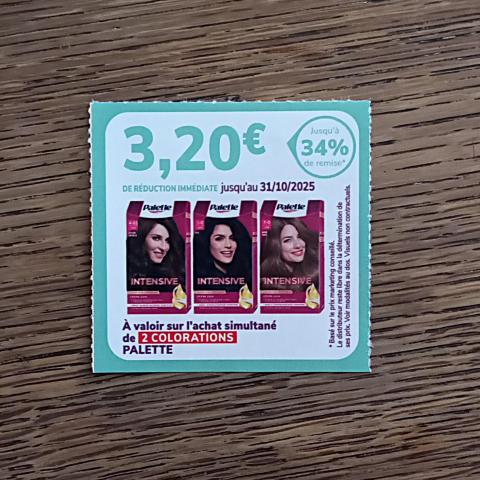 3,20€
DE RÉDUCTION IMMÉDIATE jusqu'au 31/10/2025
Jusqu'à
34%
de remise*
Palette
INTENSIVE
Palette
INTENSIVE
Palette
INTENSIVE
À valoir sur l'achat simultané
de 2 COLORATIONS
PALETTE
* Basé sur le prix marketing conseillé.
Le distributeur reste libre dans la détermination de
ses prix. Voir modalités au dos. Visuels non contractuels.